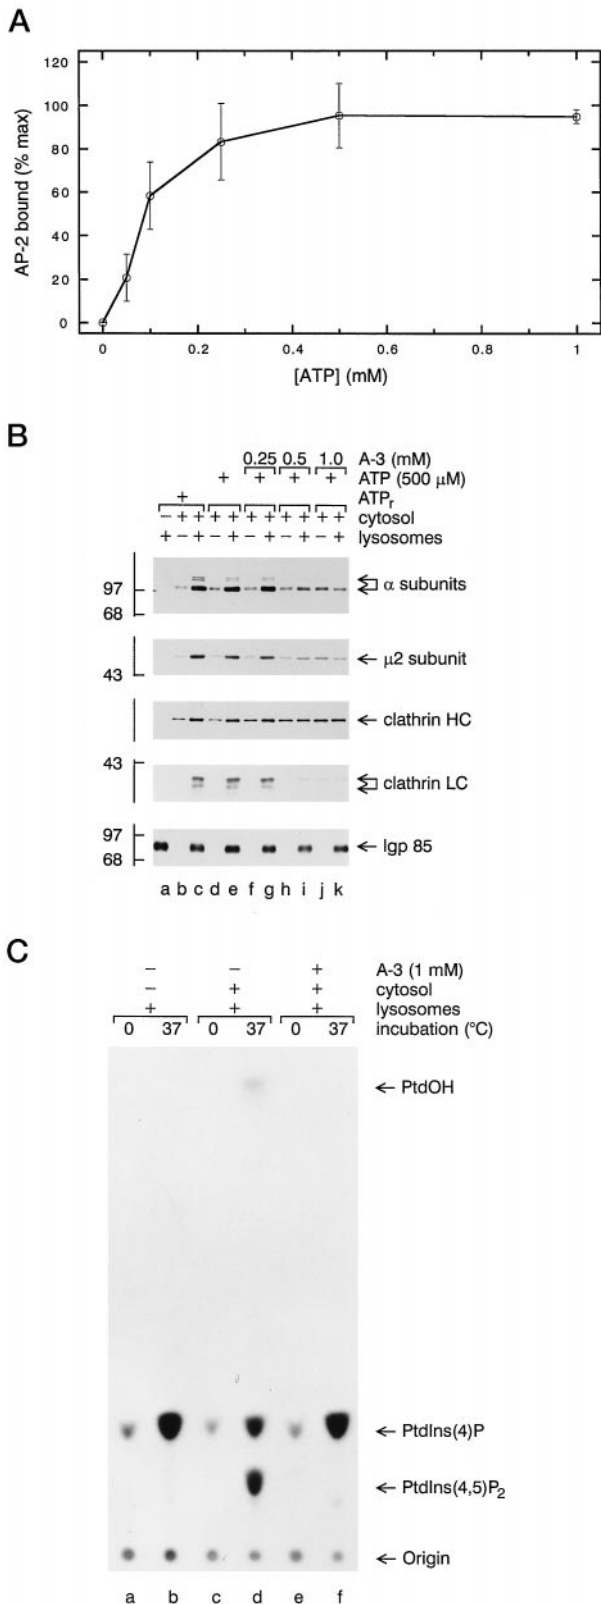 A
120
100
80
60
40
20
0
AP-2 bound (% max)
0 0.2 0.4 0.6 0.8 1
[ATP] (mM)
B
0.25 0.5 1.0 A-3 (mM)
+ + + + ATP (500 μM)
+ ATPr
− + + + + + + + + + + cytosol
+ − + − + − + − + − + lysosomes
97
68
← α subunits
43
← μ2 subunit
← clathrin HC
43
← clathrin LC
97
68
← lgp 85
a b c d e f g h i j k
C
− − + A-3 (1 mM)
− + + cytosol
+ + + lysosomes
0 37 0 37 0 37 incubation (°C)
← PtdOH
← PtdIns(4)P
← PtdIns(4,5)P₂
← Origin
a b c d e f